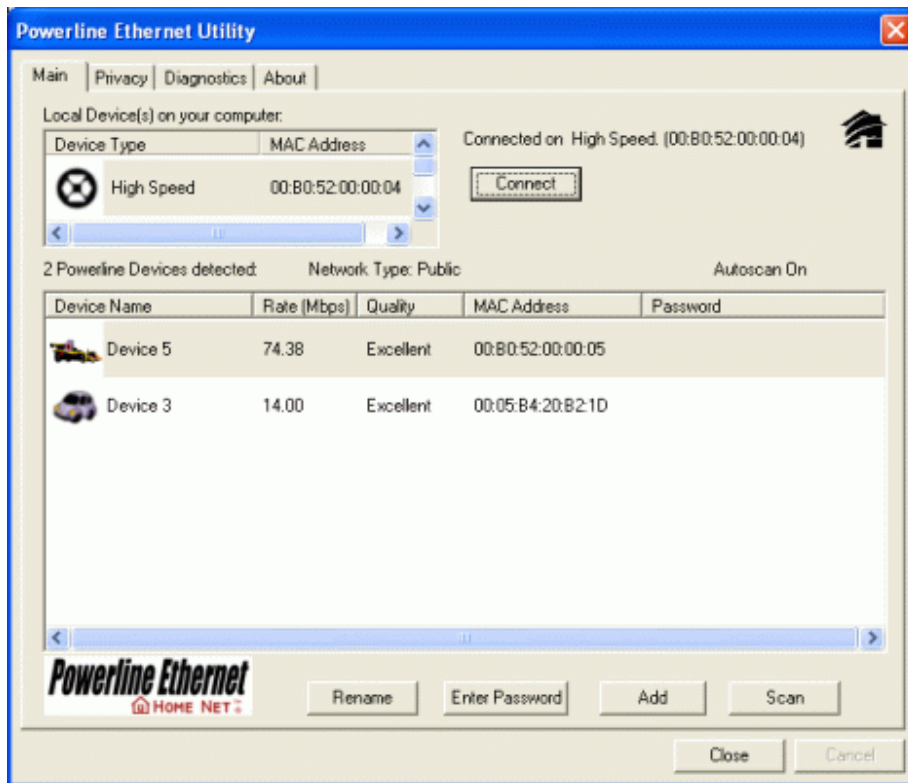 Powerline Ethernet Utility
Main Privacy Diagnostics About
Local Device(s) on your computer:
Device Type MAC Address
High Speed 00:B0:52:00:00:04
Connected on High Speed. (00:B0:52:00:00:04)
Connect
2 Powerline Devices detected: Network Type: Public Autoscan On
Device Name Rate (Mbps) Quality MAC Address Password
Device 5 74.38 Excellent 00:B0:52:00:00:05
Device 3 14.00 Excellent 00:05:B4:20:B2:1D
Powerline Ethernet
HOME NET
Rename Enter Password Add Scan
Close Cancel